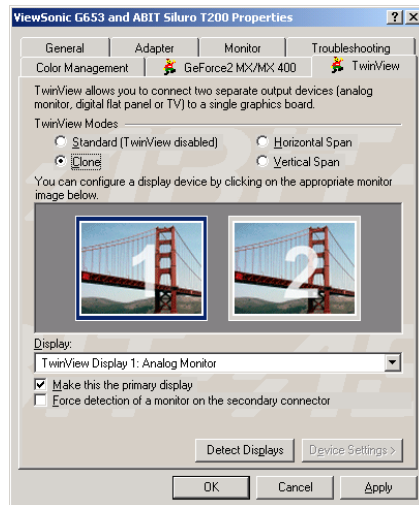 ViewSonic G653 and ABIT Siluro T200 Properties
General Adapter Monitor Troubleshooting
Color Management GeForce2 MX/MX 400 TwinView
TwinView allows you to connect two separate output devices (analog
monitor, digital flat panel or TV) to a single graphics board.
TwinView Modes
Standard (TwinView disabled) Horizontal Span
Clone Vertical Span
You can configure a display device by clicking on the appropriate monitor
image below.
1 2
Display:
TwinView Display 1: Analog Monitor
Make this the primary display
Force detection of a monitor on the secondary connector
Detect Displays Device Settings >
OK Cancel Apply